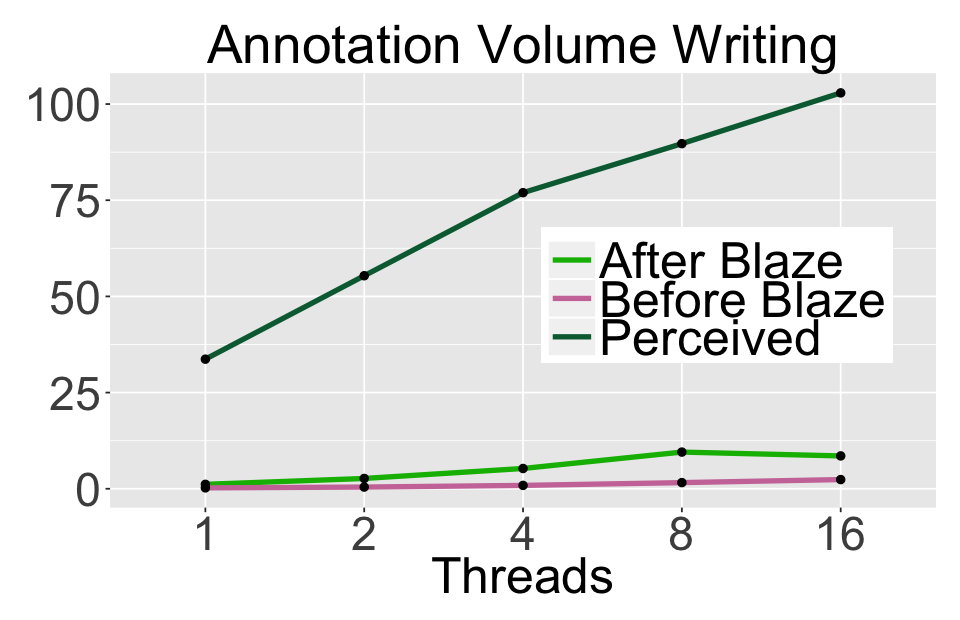 Annotation Volume Writing
100
75
50
25
0
After Blaze
Before Blaze
Perceived
1 2 4 8 16
Threads